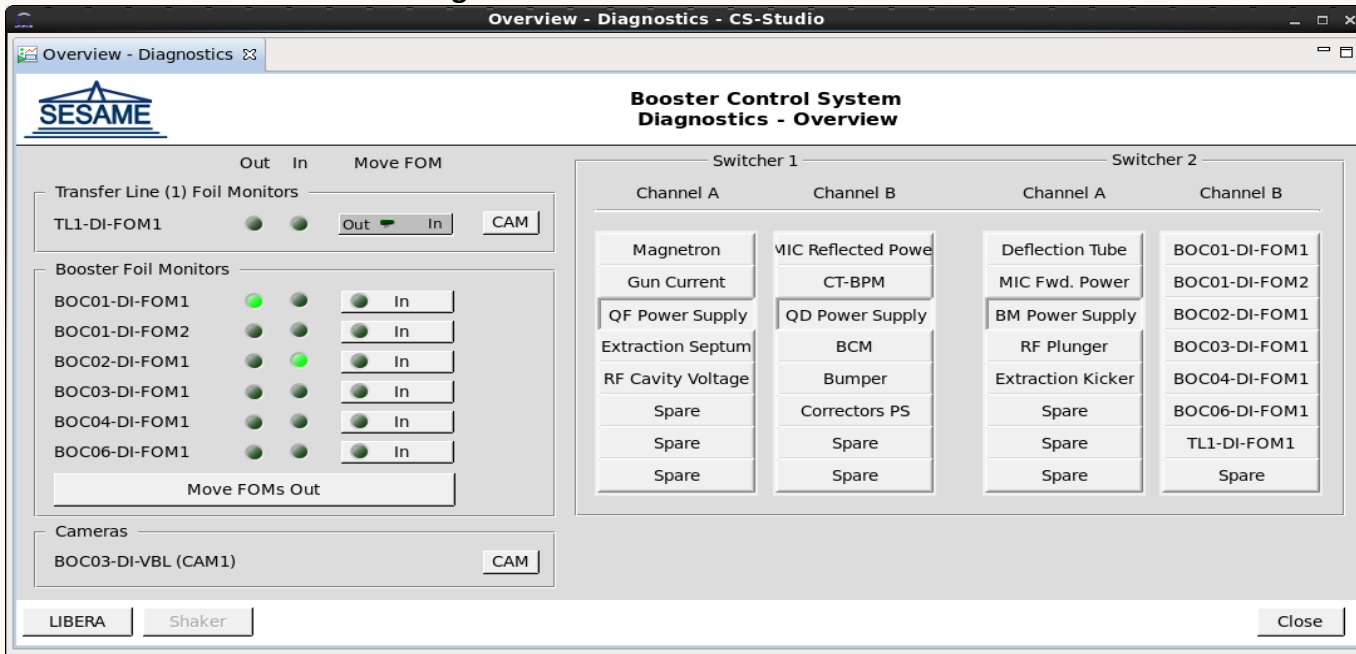 Overview - Diagnostics - CS-Studio
Overview - Diagnostics
SESAME
Booster Control System
Diagnostics - Overview
Out In Move FOM
Transfer Line (1) Foil Monitors
TL1-DI-FOM1 Out In CAM
Booster Foil Monitors
BOC01-DI-FOM1 In
BOC01-DI-FOM2 In
BOC02-DI-FOM1 In
BOC03-DI-FOM1 In
BOC04-DI-FOM1 In
BOC06-DI-FOM1 In
Move FOMs Out
Cameras
BOC03-DI-VBL (CAM1) CAM
Switcher 1 Switcher 2
Channel A Channel B Channel A Channel B
Magnetron MIC Reflected Powe Deflection Tube BOC01-DI-FOM1
Gun Current CT-BPM MIC Fwd. Power BOC01-DI-FOM2
QF Power Supply QD Power Supply BM Power Supply BOC02-DI-FOM1
Extraction Septum BCM RF Plunger BOC03-DI-FOM1
RF Cavity Voltage Bumper Extraction Kicker BOC04-DI-FOM1
Spare Correctors PS Spare BOC06-DI-FOM1
Spare Spare Spare TL1-DI-FOM1
Spare Spare Spare Spare
LIBERA Shaker Close